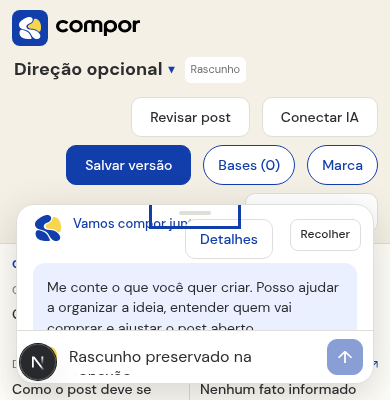 compor
Direção opcional ▾ Rascunho
Revisar post Conectar IA
Salvar versão Bases (0) Marca
Vamos compor
Detalhes
Recolher
Me conte o que você quer criar. Posso ajudar
a organizar a ideia, entender quem vai
comprar e ajustar o post aberto
Rascunho preservado na
N
Como o post deve se Nenhum fato informado